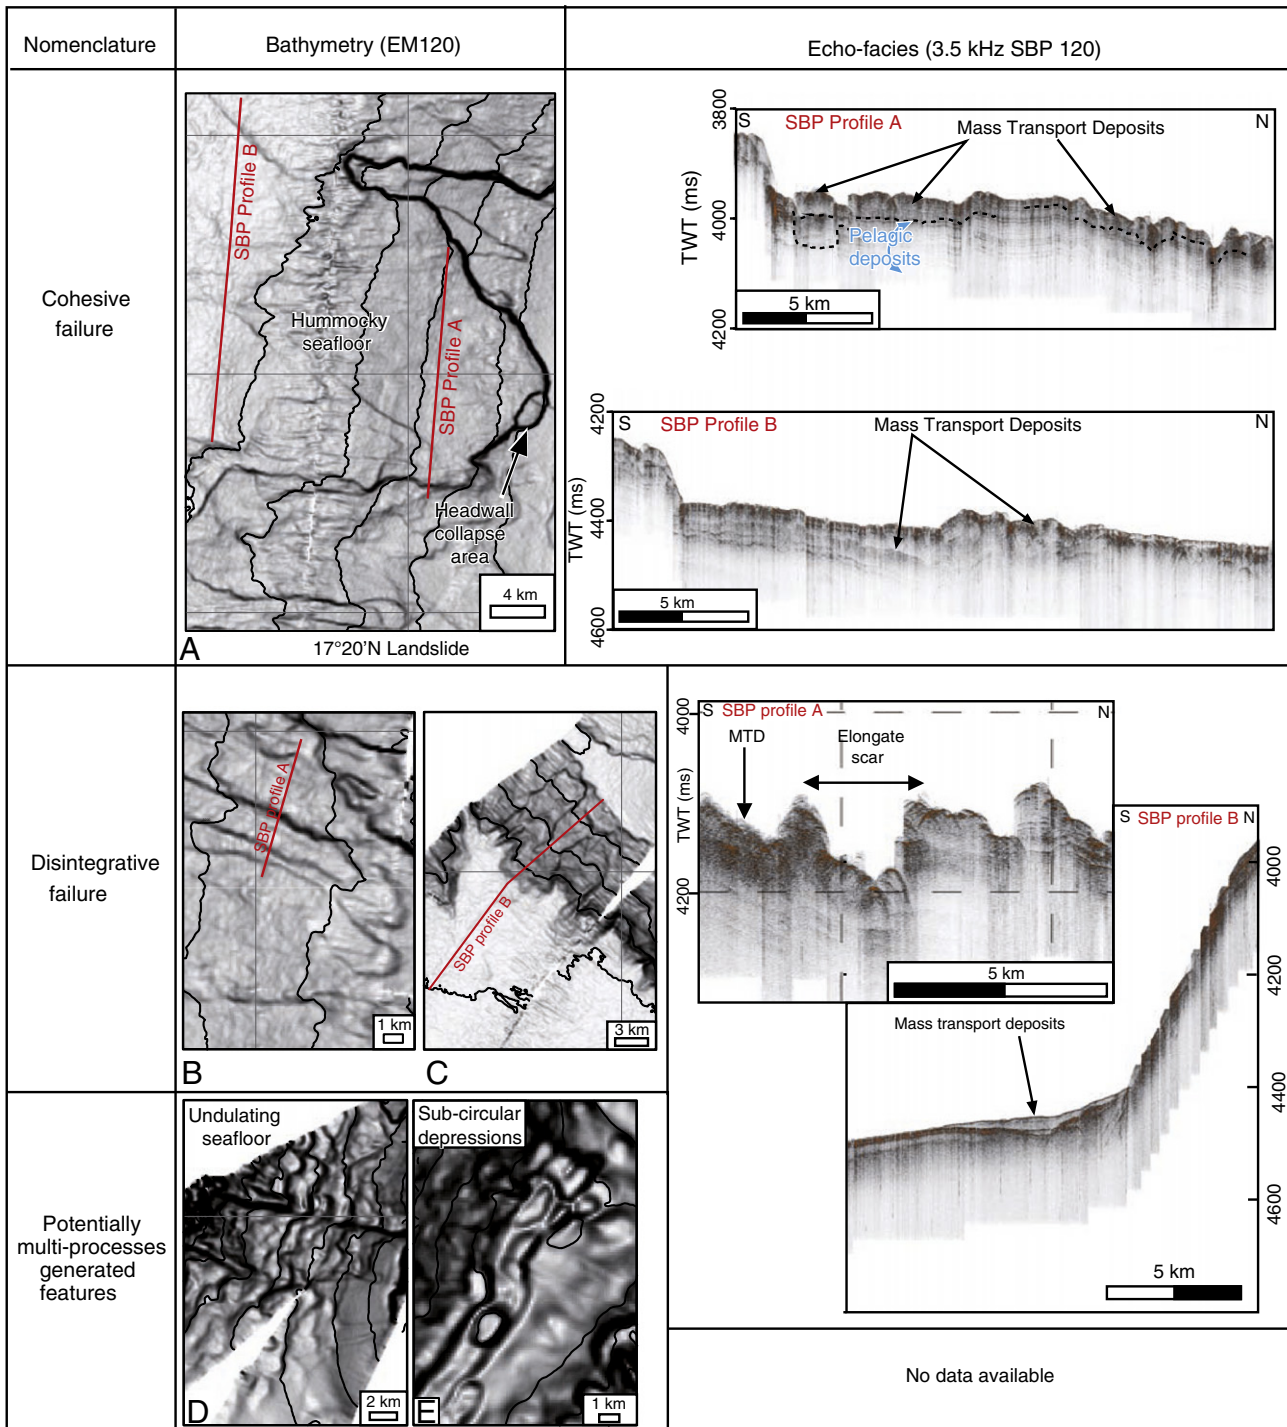 Nomenclature
Bathymetry (EM120)
Echo-facies (3.5 kHz SBP 120)
Cohesive
failure
SBP Profile B
Hummocky
seafloor
SBP Profile A
Headwall
collapse
area
4 km
A
17°20'N Landslide
3800
4000
4200
TWT (ms)
S
SBP Profile A
N
Mass Transport Deposits
Pelagic
deposits
5 km
4200
4400
4600
TWT (ms)
S
SBP Profile B
N
Mass Transport Deposits
5 km
Disintegrative
failure
SBP profile A
1 km
B
SBP profile B
3 km
C
4000
4200
TWT (ms)
S
SBP profile A
N
MTD
Elongate
scar
5 km
S
SBP profile B
N
4000
4200
4400
4600
Mass transport deposits
5 km
Potentially
multi-processes
generated
features
Undulating
seafloor
2 km
D
Sub-circular
depressions
1 km
E
No data available